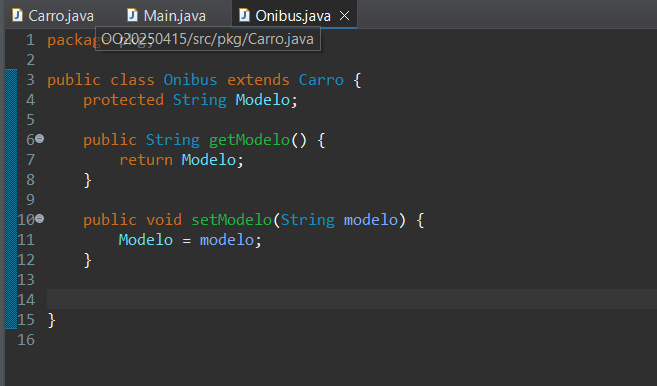 Carro.java Main.java Onibus.java
1 package
OO20250415/src/pkg/Carro.java
2
3 public class Onibus extends Carro {
4 protected String Modelo;
5
6 public String getModelo() {
7 return Modelo;
8 }
9
10 public void setModelo(String modelo) {
11 Modelo = modelo;
12 }
13
14
15 }
16